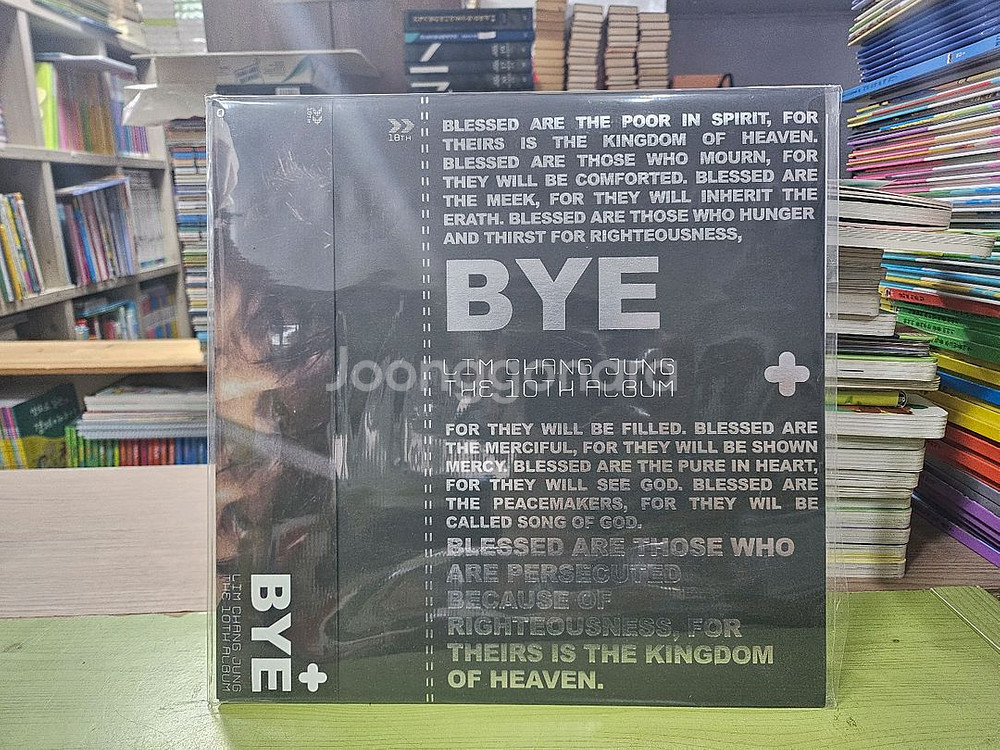 18TH
BLESSED ARE THE POOR IN SPIRIT, FOR
THEIRS IS THE KINGDOM OF HEAVEN.
BLESSED ARE THOSE WHO MOURN, FOR
THEY WILL BE COMFORTED. BLESSED ARE
THE MEEK, FOR THEY WILL INHERIT THE
ERATH. BLESSED ARE THOSE WHO HUNGER
AND THIRST FOR RIGHTEOUSNESS,
BYE
LIM CHANG JUNG
THE 10TH ALBUM
Joonggonara
FOR THEY WILL BE FILLED. BLESSED ARE
THE MERCIFUL, FOR THEY WILL BE SHOWN
MERCY. BLESSED ARE THE PURE IN HEART,
FOR THEY WILL SEE GOD. BLESSED ARE
THE PEACEMAKERS, FOR THEY WIL BE
CALLED SONG OF GOD.
BLESSED ARE THOSE WHO
ARE PERSECUTED
BECAUSE OF
RIGHTEOUSNESS, FOR
THEIRS IS THE KINGDOM
OF HEAVEN.
BYE
LIM CHANG JUNG
THE 10TH ALBUM